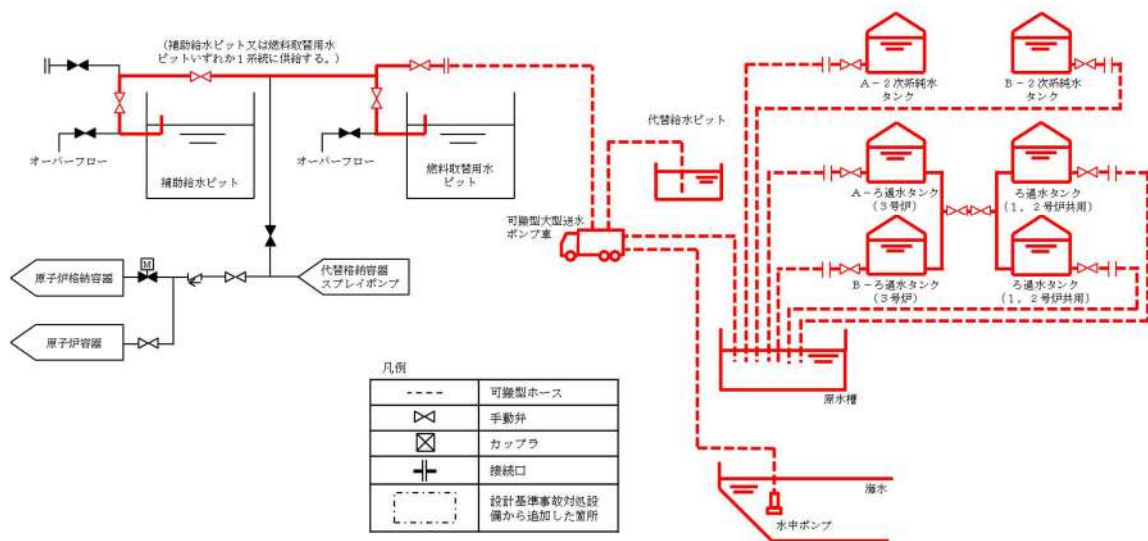 (補助給水ピット又は燃料取替用水
ピットいずれか1系統に供給する。)
オーバーフロー
補助給水ピット
オーバーフロー
燃料取替用水
ピット
代替給水ピット
可搬型大型送水
ポンプ車
A-2次系純水
タンク
B-2次系純水
タンク
A-ろ過水タンク
(3号炉)
ろ過水タンク
(1,2号炉共用)
B-ろ過水タンク
(3号炉)
ろ過水タンク
(1,2号炉共用)
M
原子炉格納容器
代替格納容器
スプレイポンプ
原子炉容器
原水槽
海水
水中ポンプ
凡例
可搬型ホース
手動弁
カップラ
接続口
設計基準事故対処設
備から追加した箇所